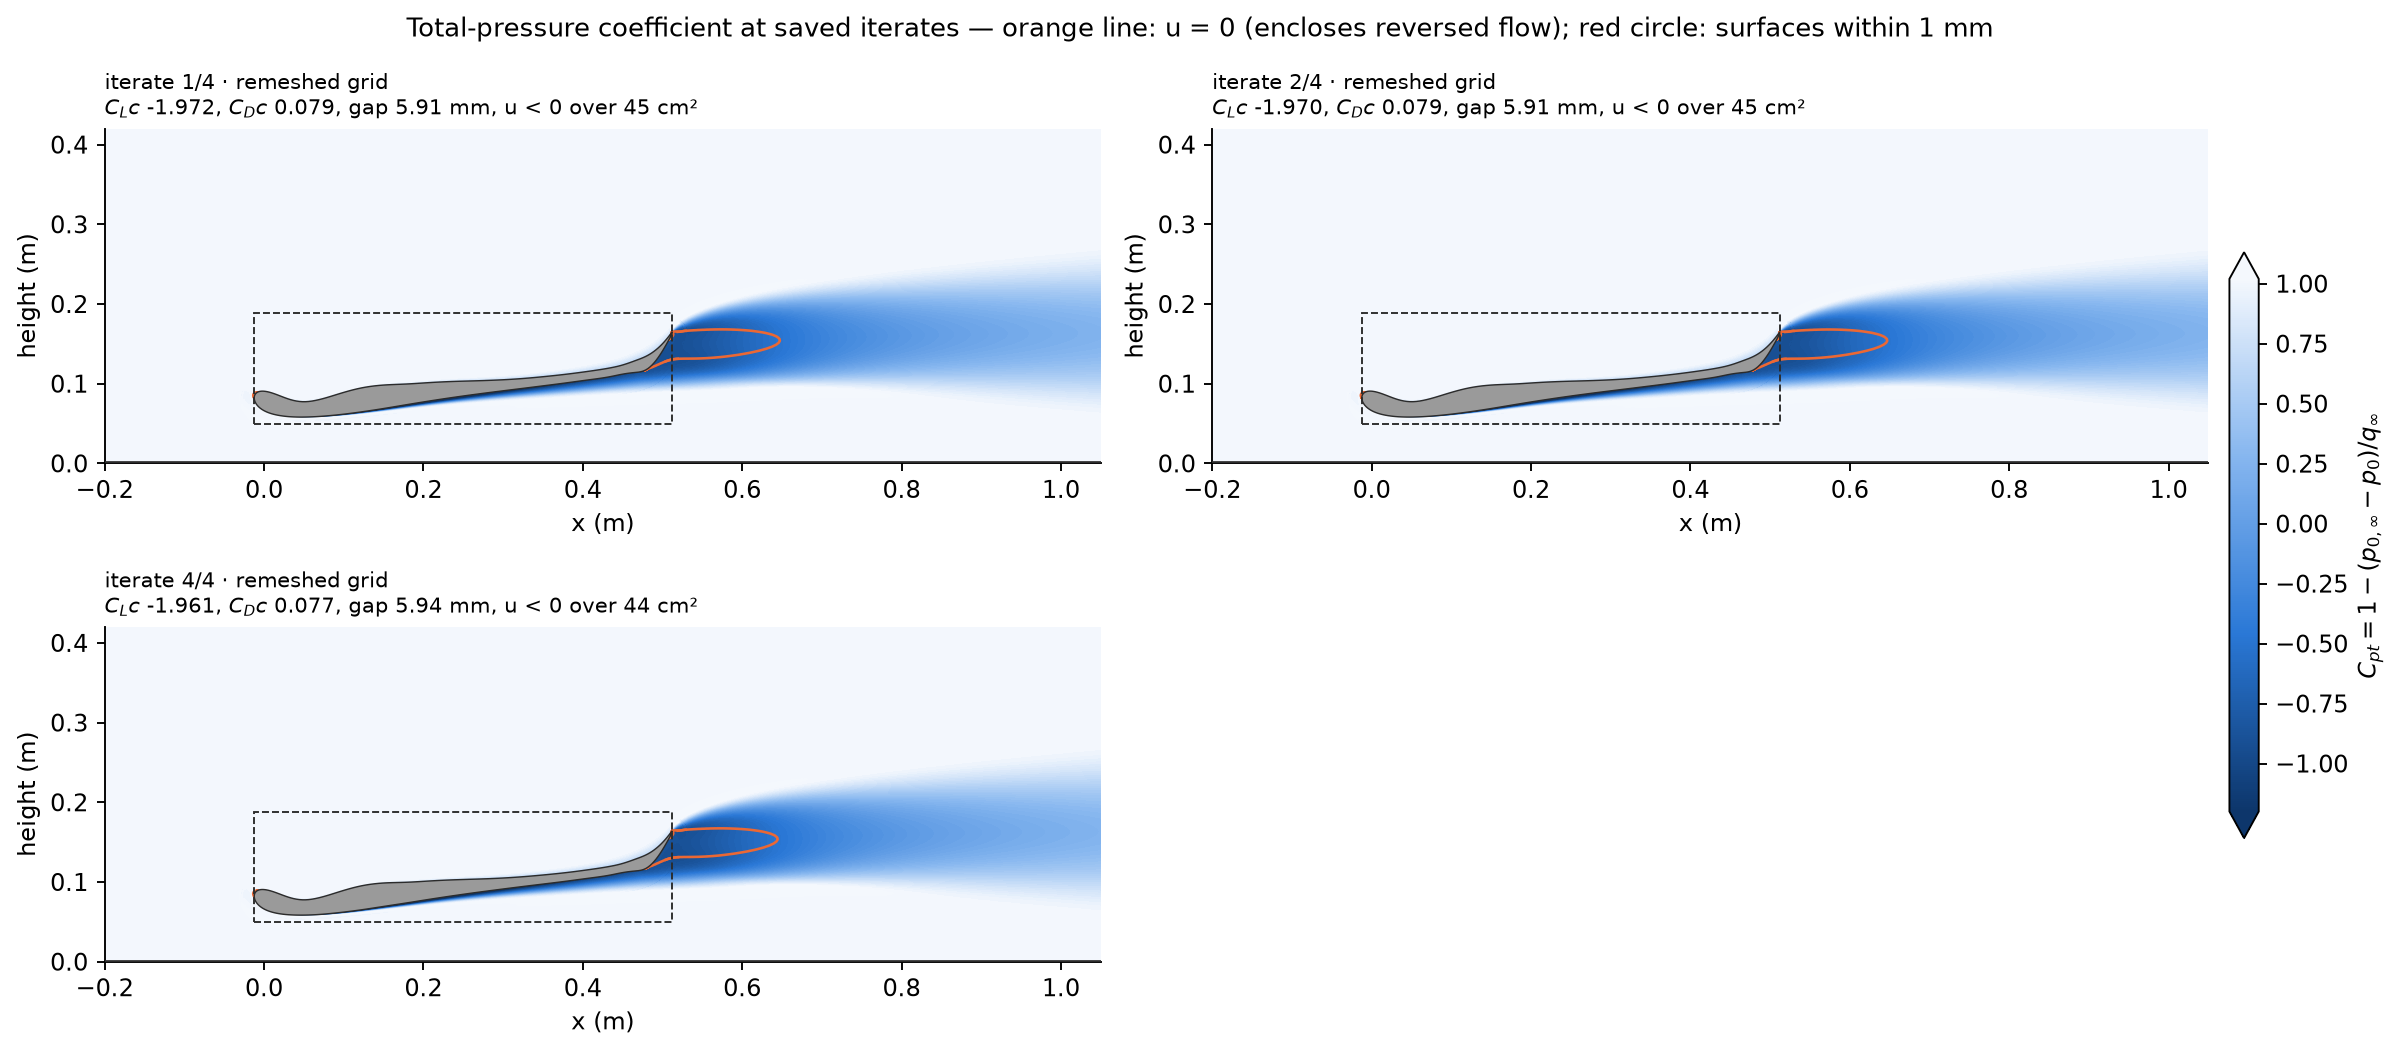 Total-pressure coefficient at saved iterates — orange line: u = 0 (encloses reversed flow); red circle: surfaces within 1 mm
iterate 1/4 · remeshed grid
C_Lc -1.972, C_Dc 0.079, gap 5.91 mm, u < 0 over 45 cm²
0.4
0.3
0.2
0.1
0.0
height (m)
−0.2 0.0 0.2 0.4 0.6 0.8 1.0
x (m)
iterate 2/4 · remeshed grid
C_Lc -1.970, C_Dc 0.079, gap 5.91 mm, u < 0 over 45 cm²
0.4
0.3
0.2
0.1
0.0
height (m)
−0.2 0.0 0.2 0.4 0.6 0.8 1.0
x (m)
iterate 4/4 · remeshed grid
C_Lc -1.961, C_Dc 0.077, gap 5.94 mm, u < 0 over 44 cm²
0.4
0.3
0.2
0.1
0.0
height (m)
−0.2 0.0 0.2 0.4 0.6 0.8 1.0
x (m)
1.00
0.75
0.50
0.25
0.00
−0.25
−0.50
−0.75
−1.00
C_pt = 1 − (p_0,∞ − p_0)/q_∞